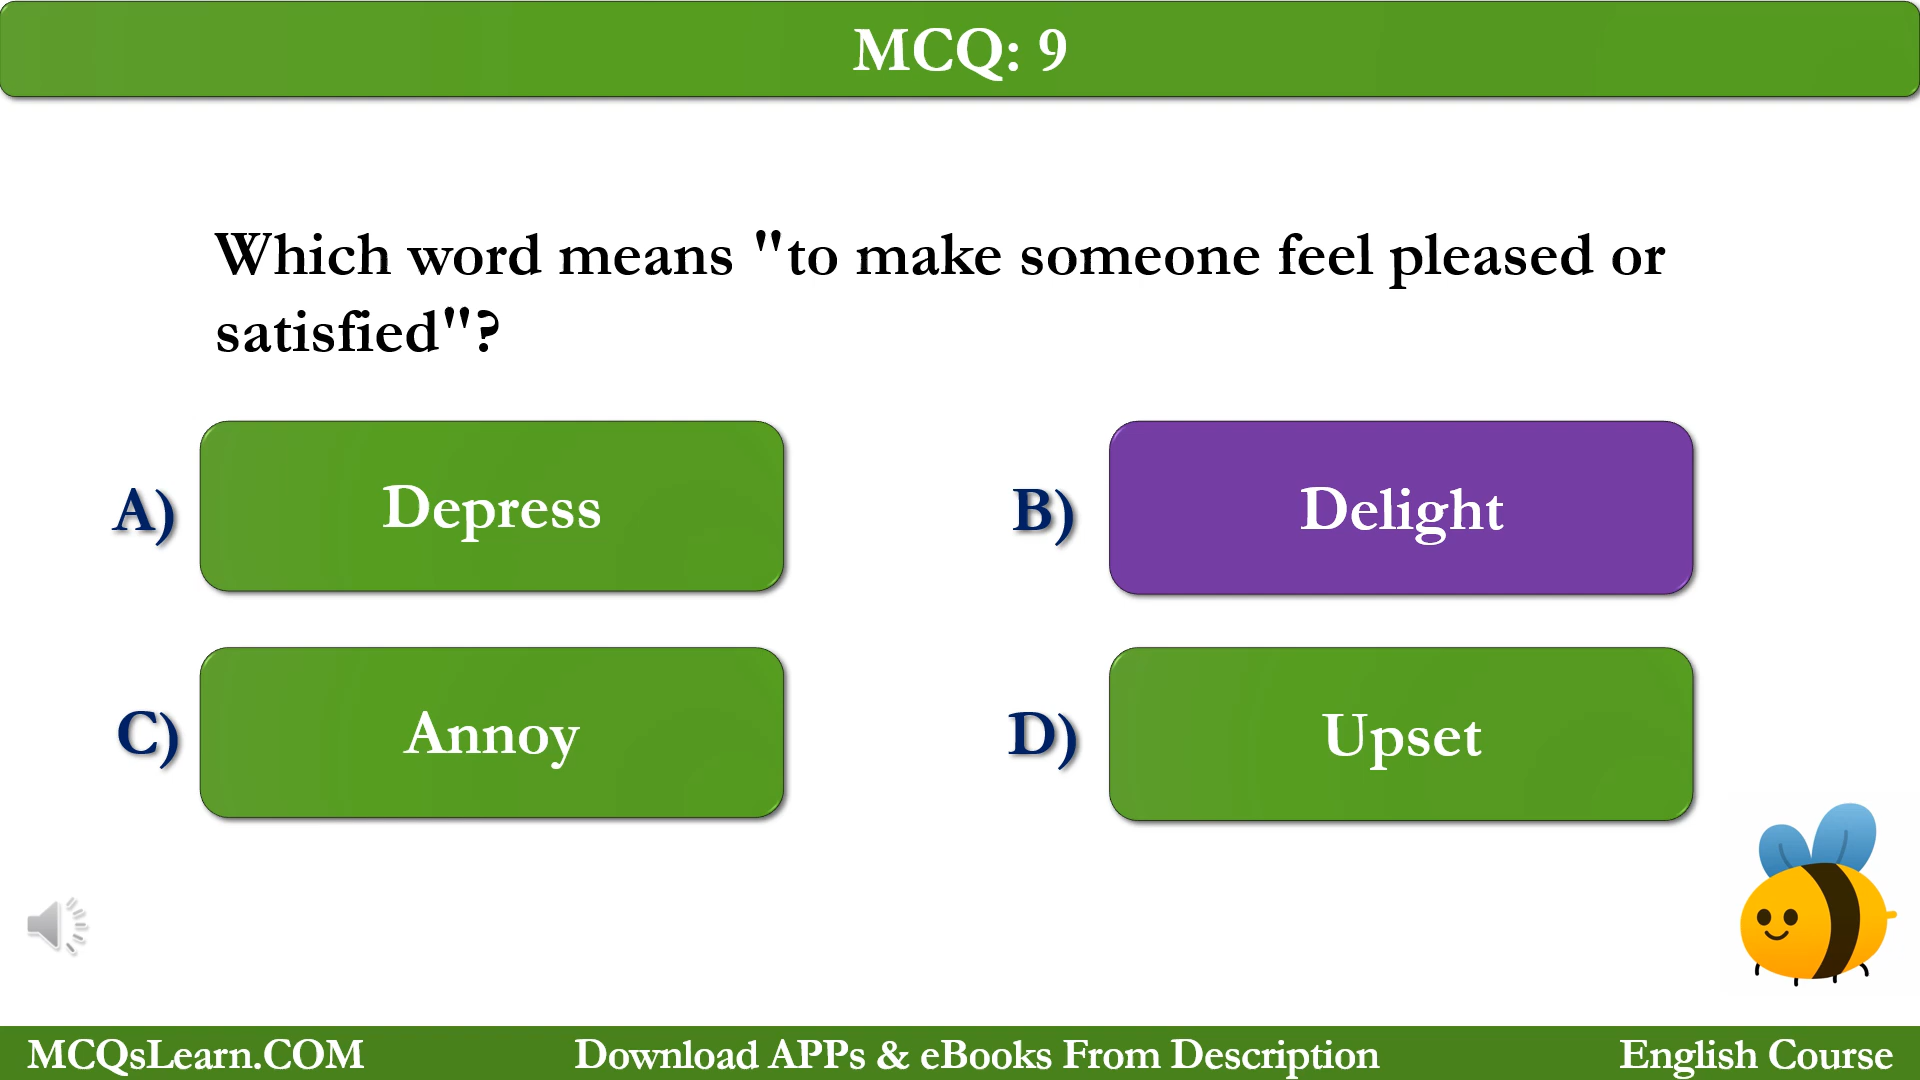 MCQ: 9
Which word means "to make someone feel pleased or
satisfied"?
A) Depress
B) Delight
C) Annoy
D) Upset
MCQsLearn.COM
Download APPs & eBooks From Description
English Course